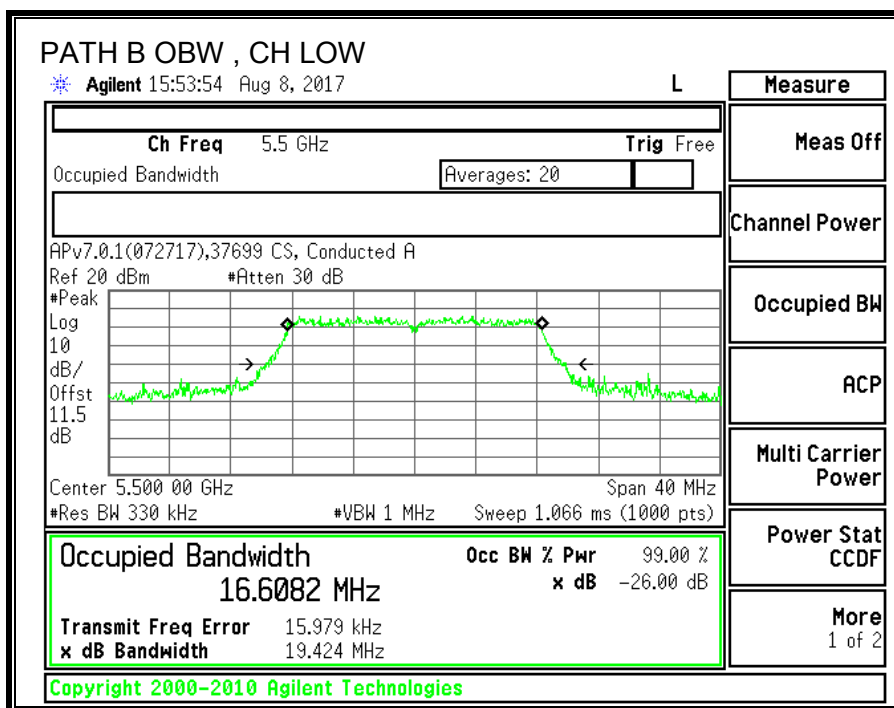 PATH B OBW , CH LOW
Agilent 15:53:54 Aug 8, 2017 L
Measure
Ch Freq 5.5 GHz Trig Free
Meas Off
Occupied Bandwidth Averages: 20
Channel Power
APv7.0.1(072717),37699 CS, Conducted A
Ref 20 dBm #Atten 30 dB
#Peak
Log
10
dB/
Offst
11.5
dB
Occupied BW
ACP
Multi Carrier
Power
Center 5.500 00 GHz Span 40 MHz
#Res BW 330 kHz #VBW 1 MHz Sweep 1.066 ms (1000 pts)
Power Stat
CCDF
Occupied Bandwidth Occ BW % Pwr 99.00 %
16.6082 MHz x dB -26.00 dB
Transmit Freq Error 15.979 kHz
x dB Bandwidth 19.424 MHz
More
1 of 2
Copyright 2000-2010 Agilent Technologies